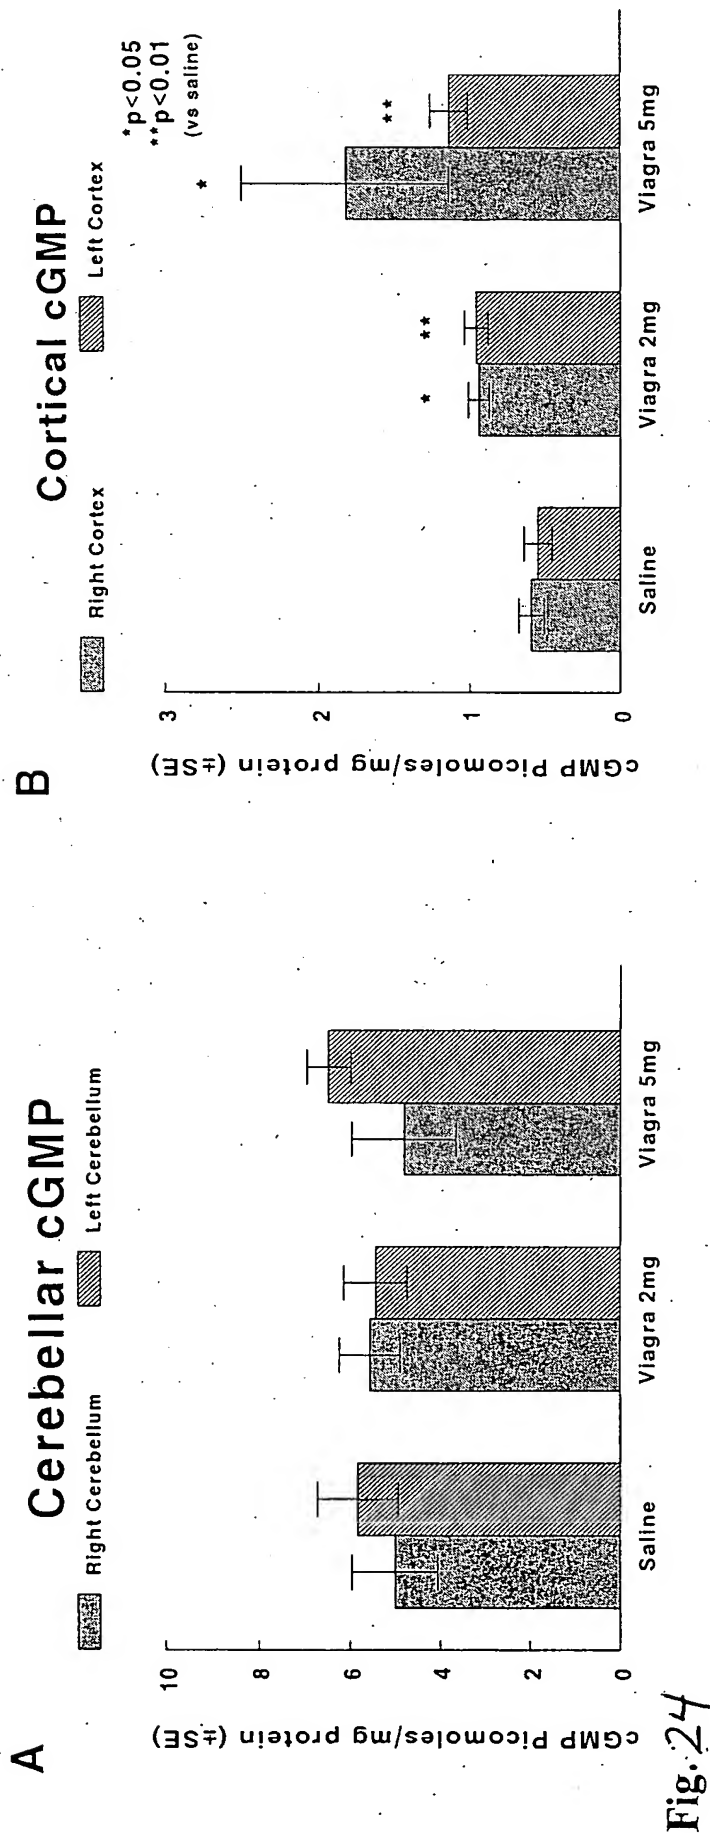 A
Cerebellar cGMP
Right Cerebellum
Left Cerebellum
cGMP Picomoles/mg protein (±SE)
10
8
6
4
2
0
Saline
Viagra 2mg
Viagra 5mg
B
Cortical cGMP
Right Cortex
Left Cortex
*p<0.05
**p<0.01
(vs saline)
cGMP Picomoles/mg protein (±SE)
3
2
1
0
*
**
*
**
Saline
Viagra 2mg
Viagra 5mg
Fig. 24